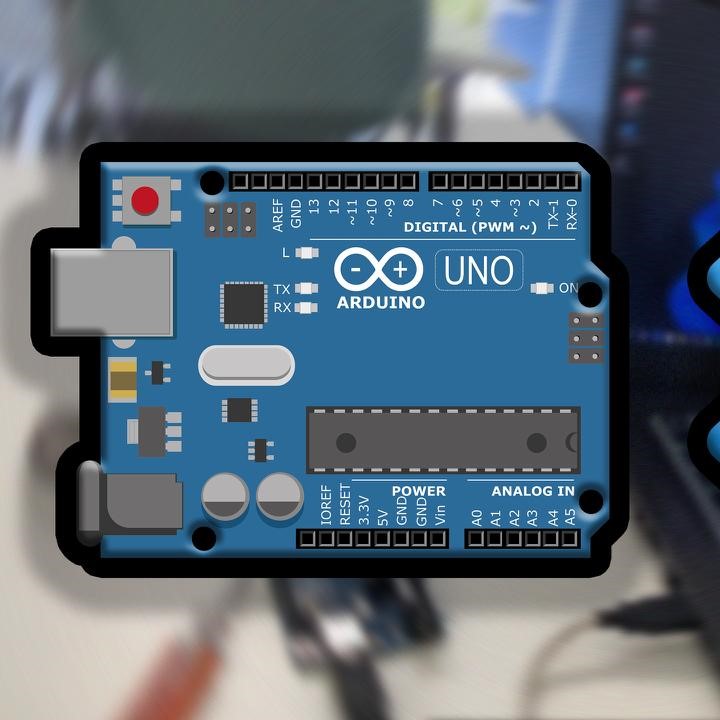 AREF
GND
13
12
~11
~10
~9
8
7
~6
~5
4
~3
2
TX-1
RX-0
DIGITAL (PWM ~)
L
TX
RX
- +
UNO
ARDUINO
ON
POWER
ANALOG IN
IOREF
RESET
3.3V
5V
GND
GND
Vin
A0
A1
A2
A3
A4
A5